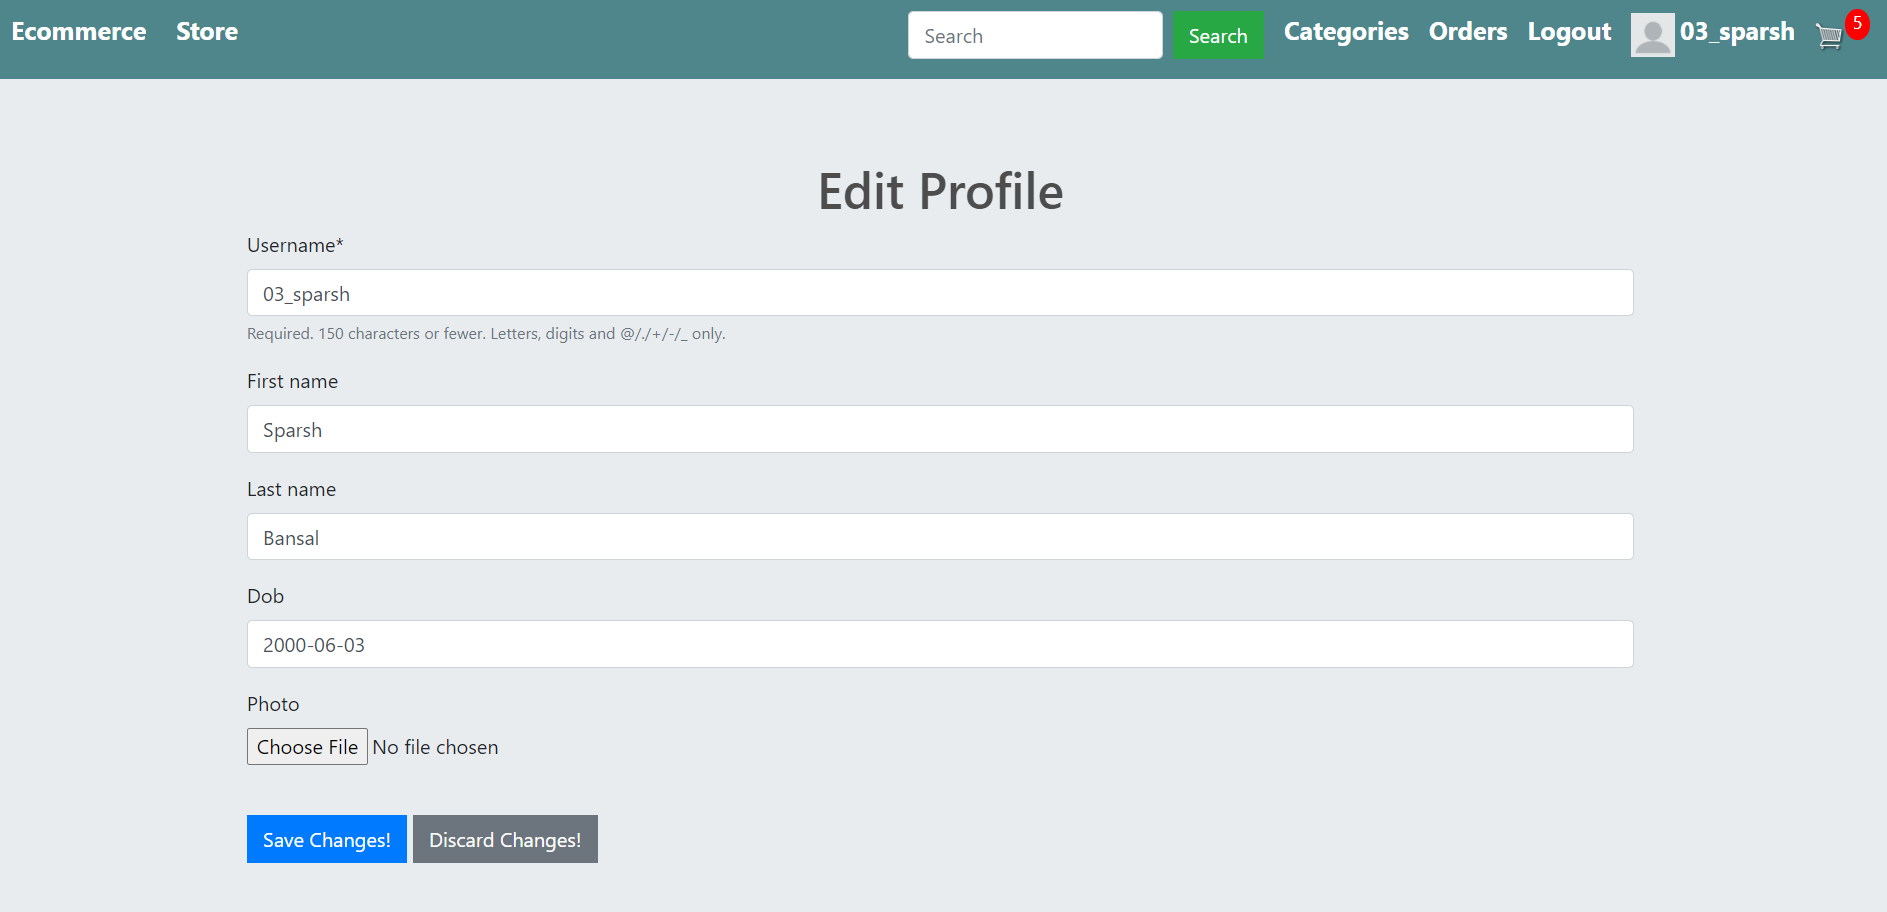 Ecommerce Store Search Search Categories Orders Logout 03_sparsh 5
Edit Profile
Username*
03_sparsh
Required. 150 characters or fewer. Letters, digits and @/./+/-/_ only.
First name
Sparsh
Last name
Bansal
Dob
2000-06-03
Photo
Choose File No file chosen
Save Changes! Discard Changes!